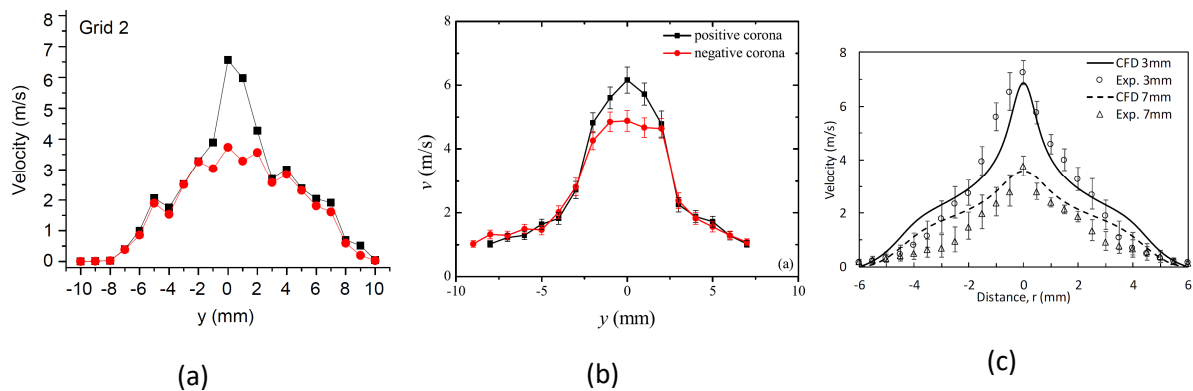 Grid 2
Velocity (m/s)
8
7
6
5
4
3
2
1
0
-10 -8 -6 -4 -2 0 2 4 6 8 10
y (mm)
(a)
positive corona
negative corona
v (m/s)
8
6
4
2
0
-10 -5 0 5 10
(a)
y (mm)
(b)
CFD 3mm
Exp. 3mm
CFD 7mm
Exp. 7mm
Velocity (m/s)
8
6
4
2
0
-6 -4 -2 0 2 4 6
Distance, r (mm)
(c)